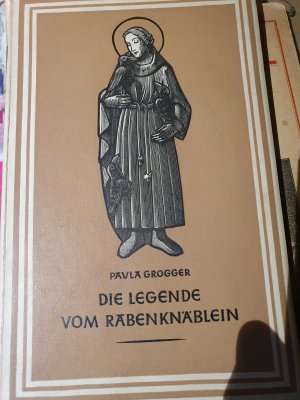 PAVLA GROGGER
DIE LEGENDE
VOM RABENKNÄBLEIN